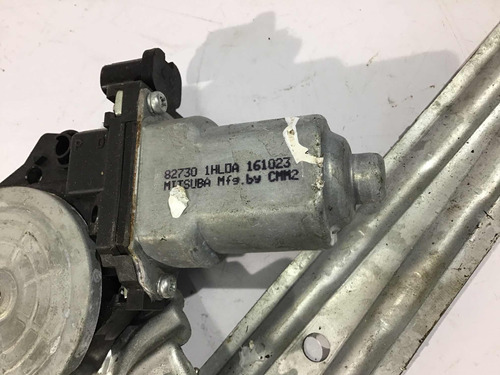 82730 1HL0A 161023
MITSUBA Mfg.by CMM2